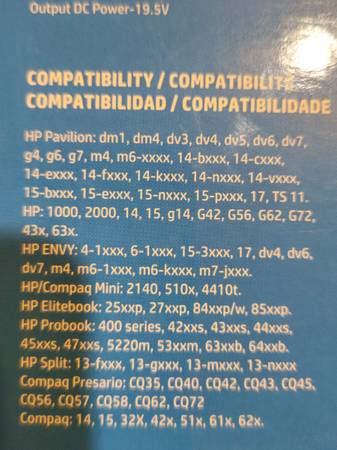 Output DC Power-19.5V
COMPATIBILITY / COMPATIBILITÉ
COMPATIBILIDAD / COMPATIBILIDADE
HP Pavilion: dm1, dm4, dv3, dv4, dv5, dv6, dv7,
g4, g6, g7, m4, m6-xxxx, 14-bxxx, 14-cxxx,
14-exxx, 14-fxxx, 14-kxxx, 14-nxxx, 14-vxxx,
15-bxxx, 15-exxx, 15-nxxx, 15-pxxx, 17, TS 11.
HP: 1000, 2000, 14, 15, g14, G42, G56, G62, G72,
43x, 63x.
HP ENVY: 4-1xxx, 6-1xxx, 15-3xxx, 17, dv4, dv6,
dv7, m4, m6-1xxx, m6-kxxx, m7-jxxx.
HP/Compaq Mini: 2140, 510x, 4410t.
HP Elitebook: 25xxp, 27xxp, 84xxp/w, 85xxp.
HP Probook: 400 series, 42xxs, 43xxs, 44xxs,
45xxs, 47xxs, 5220m, 53xxm, 63xxb, 64xxb.
HP Split: 13-fxxx, 13-gxxx, 13-mxxx, 13-nxxx
Compaq Presario: CQ35, CQ40, CQ42, CQ43, CQ45,
CQ56, CQ57, CQ58, CQ62, CQ72
Compaq: 14, 15, 32X, 42x, 51x, 61x, 62x.